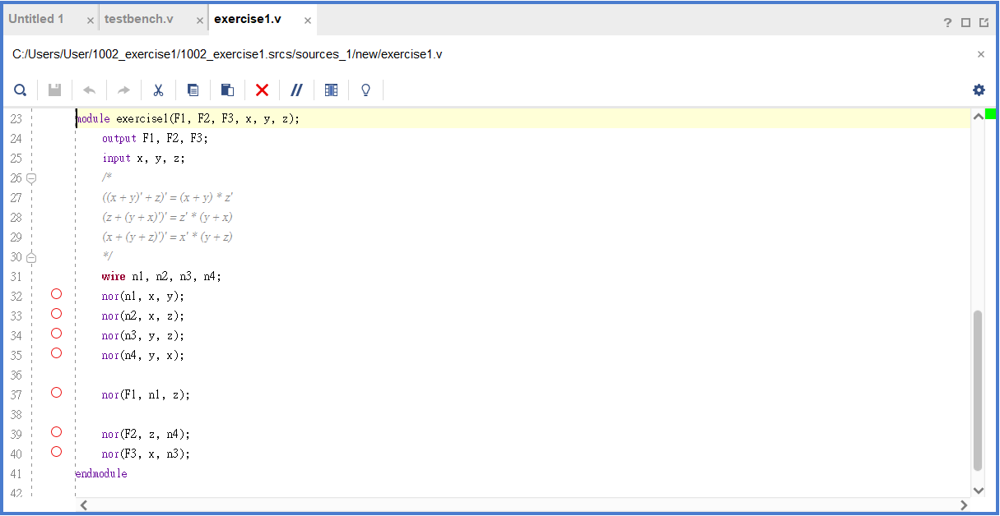 Untitled 1 × testbench.v × exercise1.v ×
?
C:/Users/User/1002_exercise1/1002_exercise1.srcs/sources_1/new/exercise1.v ×
23 module exercise1(F1, F2, F3, x, y, z);
24 output F1, F2, F3;
25 input x, y, z;
26 /*
27 ((x + y)' + z)' = (x + y) * z'
28 (z + (y + x)')' = z' * (y + x)
29 (x + (y + z)')' = x' * (y + z)
30 */
31 wire n1, n2, n3, n4;
32 nor(n1, x, y);
33 nor(n2, x, z);
34 nor(n3, y, z);
35 nor(n4, y, x);
36
37 nor(F1, n1, z);
38
39 nor(F2, z, n4);
40 nor(F3, x, n3);
41 endmodule
42